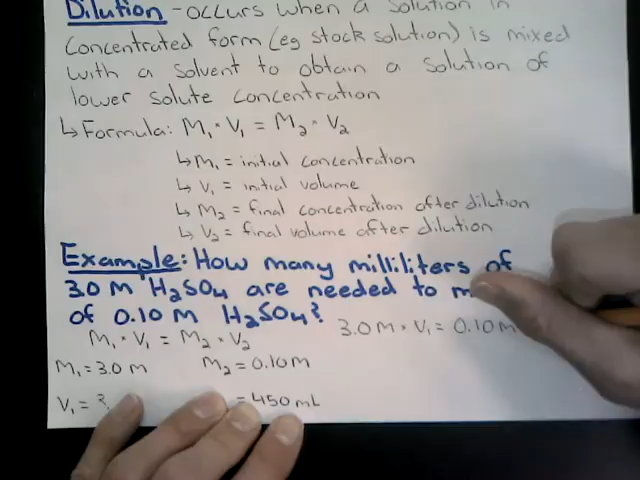 Dilution - occurs when a solution in
concentrated form (eg stock solution) is mixed
with a solvent to obtain a solution of
lower solute concentration
↳ Formula: M₁ · V₁ = M₂ · V₂
↳ M₁ = initial concentration
↳ V₁ = initial volume
↳ M₂ = final concentration after dilution
↳ V₂ = final volume after dilution
Example: How many milliliters of
3.0 M H₂SO₄ are needed to
of 0.10 M H₂SO₄?
M₁ · V₁ = M₂ · V₂
3.0 M · V₁ = 0.10 M
M₁ = 3.0 M
M₂ = 0.10 M
V₁ = ?
= 450 mL